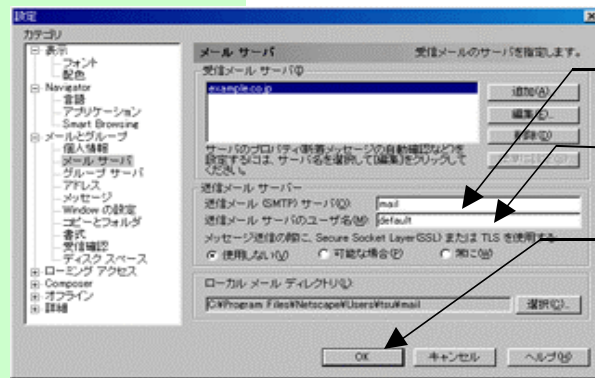 設定
カテゴリ
表示
フォント
配色
Navigator
言語
アプリケーション
Smart Browsing
メールとグループ
個人情報
メール サーバ
グループ サーバ
アドレス
メッセージ
Window の設定
コピーとフォルダ
書式
受信確認
ディスク スペース
ローミング アクセス
Composer
オフライン
詳細
メール サーバ
受信メールのサーバを指定します。
受信メール サーバ(I)
example.co.jp
追加(A)
編集(E)...
削除(D)
サーバのプロパティ(新着メッセージの自動確認など)を
設定するには、サーバ名を選択して[編集]をクリックして
ください。
送信メール サーバー
送信メール (SMTP) サーバ(O):
mail
送信メール サーバのユーザ名(M):
default
メッセージ送信の際に、Secure Socket Layer(SSL) または TLS を使用する:
使用しない(V)
可能な場合(P)
常に(W)
ローカル メール ディレクトリ(L):
C:¥Program Files¥Netscape¥Users¥tsu¥mail
選択(C)...
OK
キャンセル
ヘルプ(H)